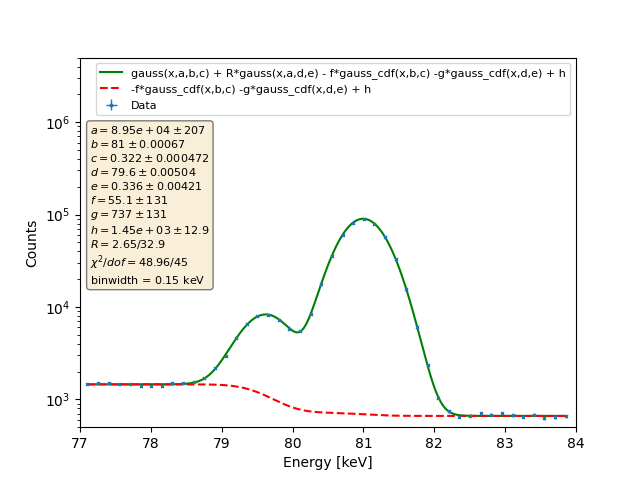 gauss(x,a,b,c) + R*gauss(x,a,d,e) - f*gauss_cdf(x,b,c) -g*gauss_cdf(x,d,e) + h
-f*gauss_cdf(x,b,c) -g*gauss_cdf(x,d,e) + h
Data
a = 8.95e + 04 ± 207
b = 81 ± 0.00067
c = 0.322 ± 0.000472
d = 79.6 ± 0.00504
e = 0.336 ± 0.00421
f = 55.1 ± 131
g = 737 ± 131
h = 1.45e + 03 ± 12.9
R = 2.65/32.9
χ²/dof = 48.96/45
binwidth = 0.15 keV
Counts
10⁶
10⁵
10⁴
10³
77 78 79 80 81 82 83 84
Energy [keV]